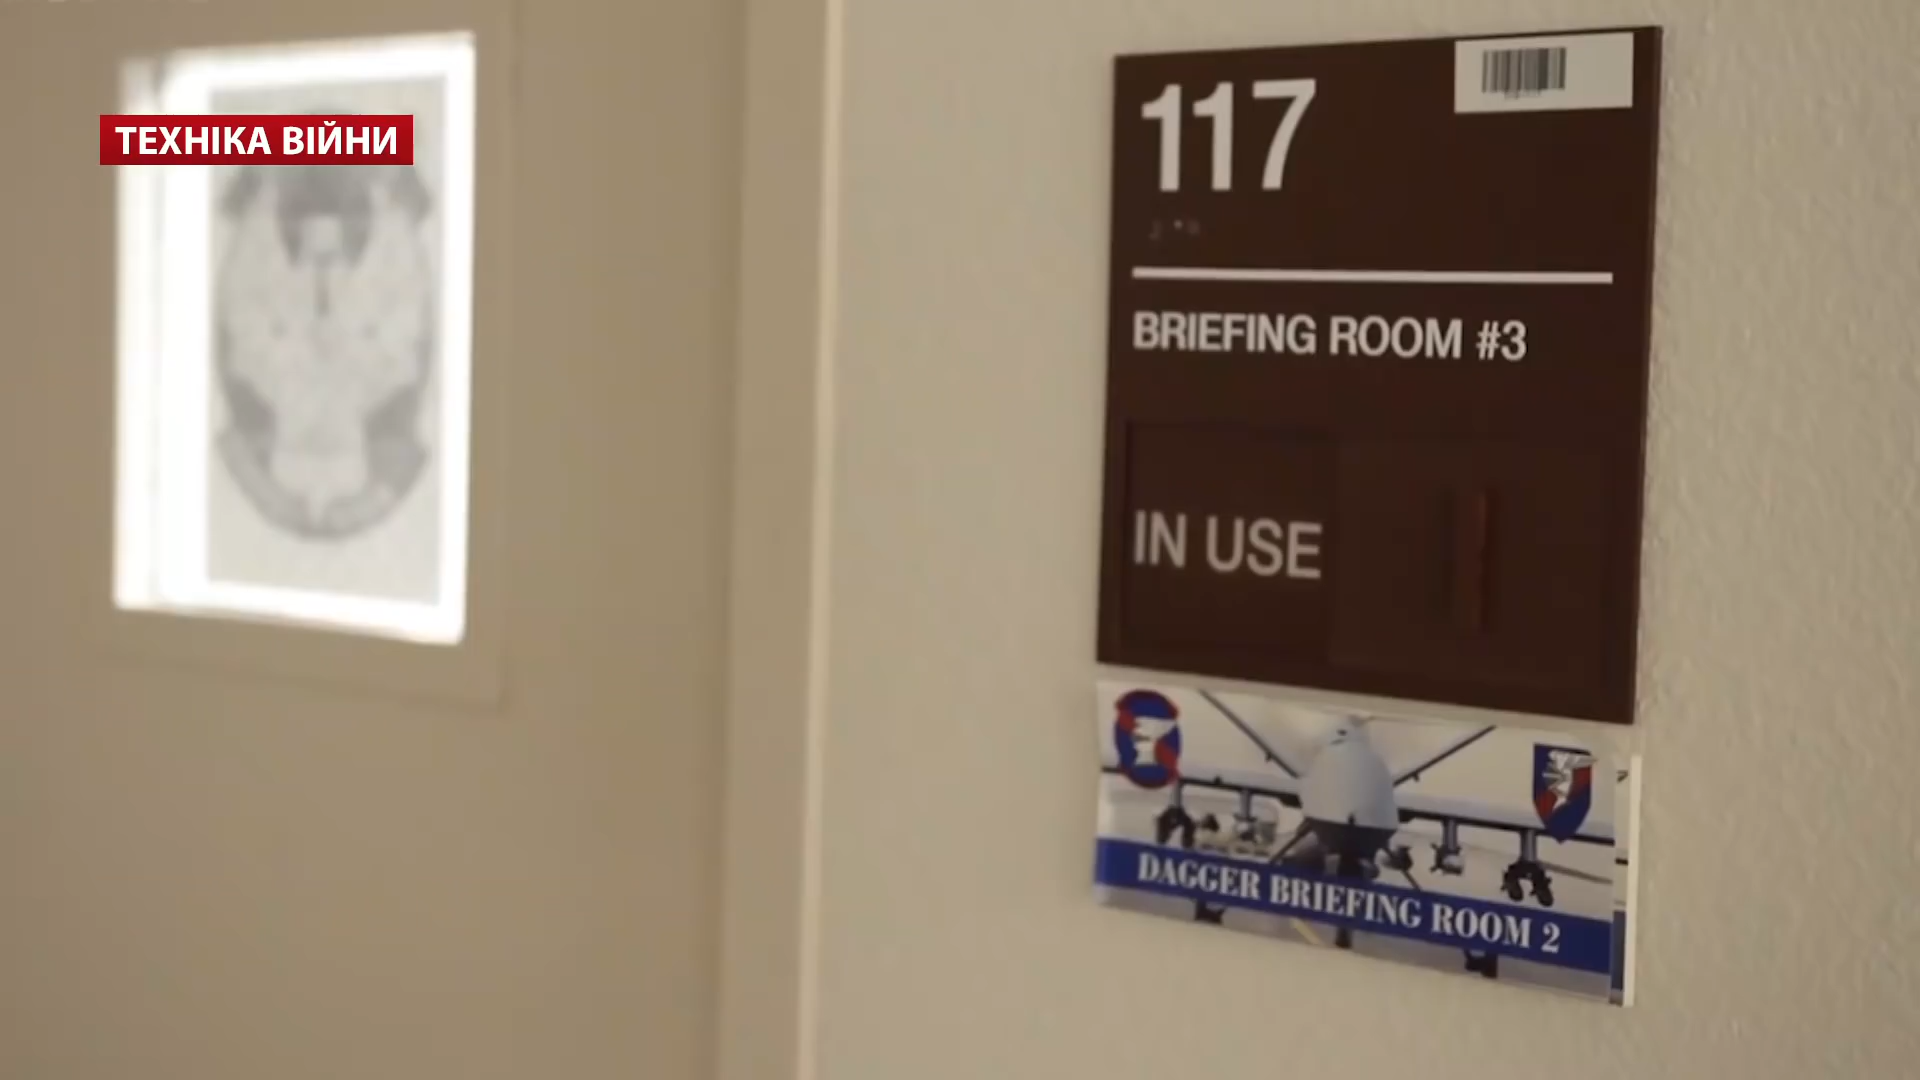 ТЕХНІКА ВІЙНИ
117
BRIEFING ROOM #3
IN USE
DAGGER BRIEFING ROOM 2